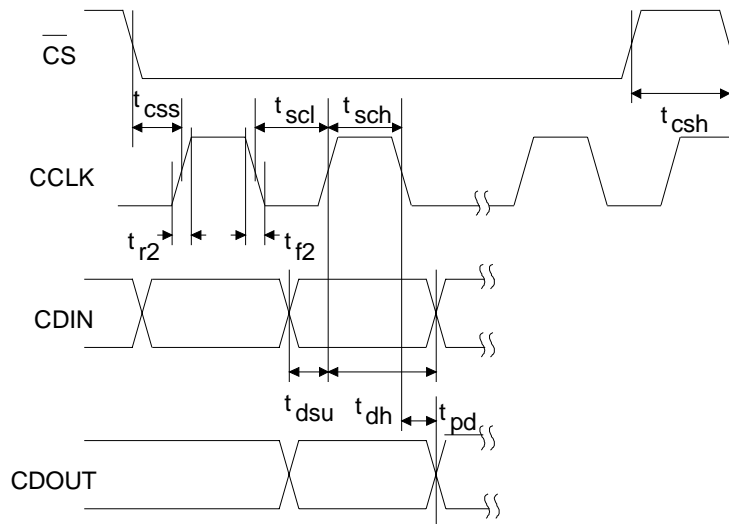 CS
t css
t scl
t sch
t csh
CCLK
t r2
t f2
CDIN
t dsu
t dh
t pd
CDOUT